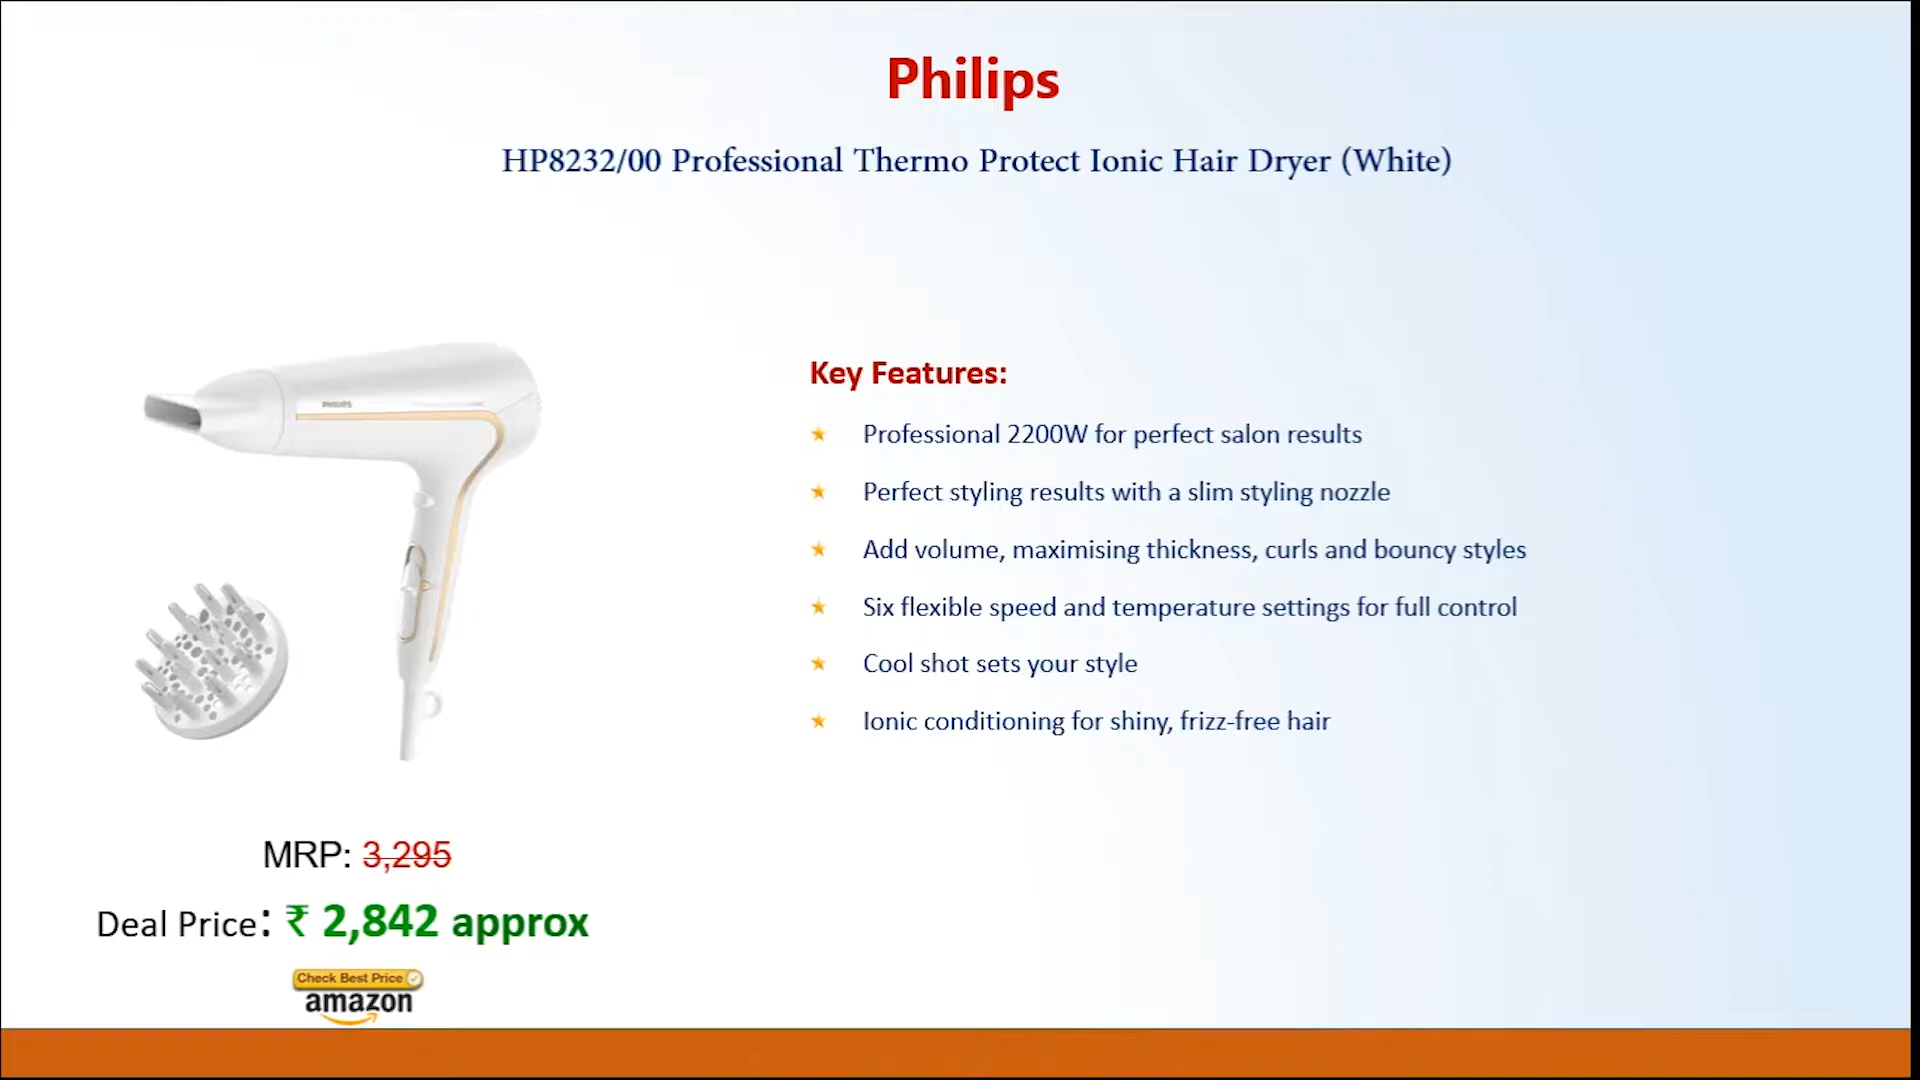 Philips
HP8232/00 Professional Thermo Protect Ionic Hair Dryer (White)
PHILIPS
Key Features:
Professional 2200W for perfect salon results
Perfect styling results with a slim styling nozzle
Add volume, maximising thickness, curls and bouncy styles
Six flexible speed and temperature settings for full control
Cool shot sets your style
Ionic conditioning for shiny, frizz-free hair
MRP: 3,295
Deal Price: ₹ 2,842 approx
Check Best Price
amazon